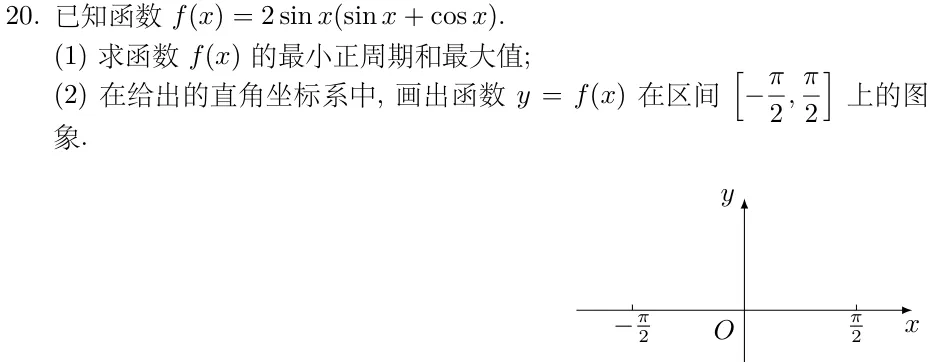 20. 已知函数 f(x) = 2 sin x(sin x + cos x).
(1) 求函数 f(x) 的最小正周期和最大值;
(2) 在给出的直角坐标系中, 画出函数 y = f(x) 在区间 [−π/2, π/2] 上的图
象.
y
−π/2 O π/2 x